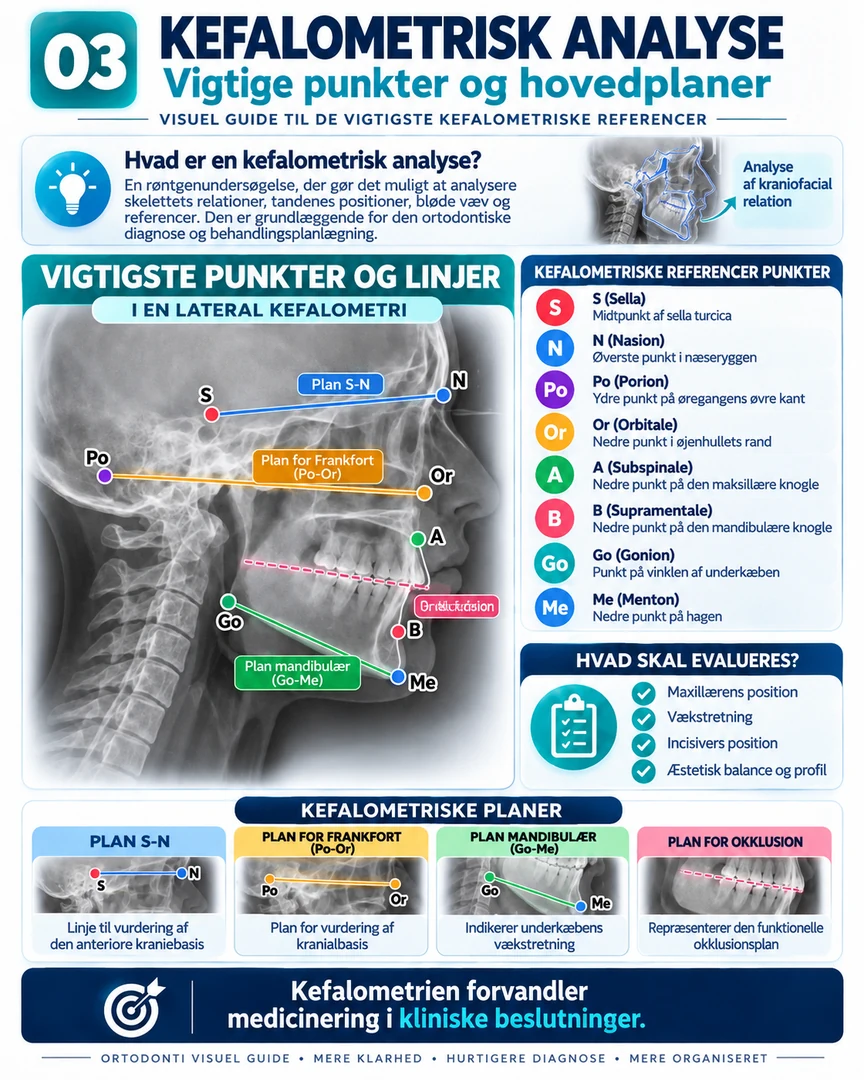 03
KEFALOMETRISK ANALYSE
Vigtige punkter og hovedplaner
VISUEL GUIDE TIL DE VIGTIGSTE KEFALOMETRISKE REFERENCER
Hvad er en kefalometrisk analyse?
En røntgenundersøgelse, der gør det muligt at analysere
skelettets relationer, tandenes positioner, bløde væv og
referencer. Den er grundlæggende for den ortodontiske
diagnose og behandlingsplanlægning.
Analyse
af kraniofacial
relation
VIGTIGSTE PUNKTER OG LINJER
I EN LATERAL KEFALOMETRI
S
Plan S-N
N
Po
Plan for Frankfort
(Po-Or)
Or
A
Go
B
Plan mandibulær
(Go-Me)
Me
KEFALOMETRISKE REFERENCER PUNKTER
S
S (Sella)
Midtpunkt af sella turcica
N
N (Nasion)
Øverste punkt i næseryggen
Po
Po (Porion)
Ydre punkt på øregangens øvre kant
Or
Or (Orbitale)
Nedre punkt i øjenhullets rand
A
A (Subspinale)
Nedre punkt på den maksillære knogle
B
B (Supramentale)
Nedre punkt på den mandibulære knogle
Go
Go (Gonion)
Punkt på vinklen af underkæben
Me
Me (Menton)
Nedre punkt på hagen
HVAD SKAL EVALUERES?
Maxillærens position
Vækstretning
Incisivers position
Æstetisk balance og profil
KEFALOMETRISKE PLANER
PLAN S-N
S
N
Linje til vurdering af
den anteriore kraniebasis
PLAN FOR FRANKFORT
(Po-Or)
Po
Or
Plan for vurdering af
kranialbasis
PLAN MANDIBULÆR
(Go-Me)
Go
Me
Indikerer underkæbens
vækstretning
PLAN FOR OKKLUSION
Repræsenterer den funktionelle
okklusionsplan
Kefalometrien forvandler
medicinering i kliniske beslutninger.
ORTODONTI VISUEL GUIDE • MERE KLARHED • HURTIGERE DIAGNOSE • MERE ORGANISERET